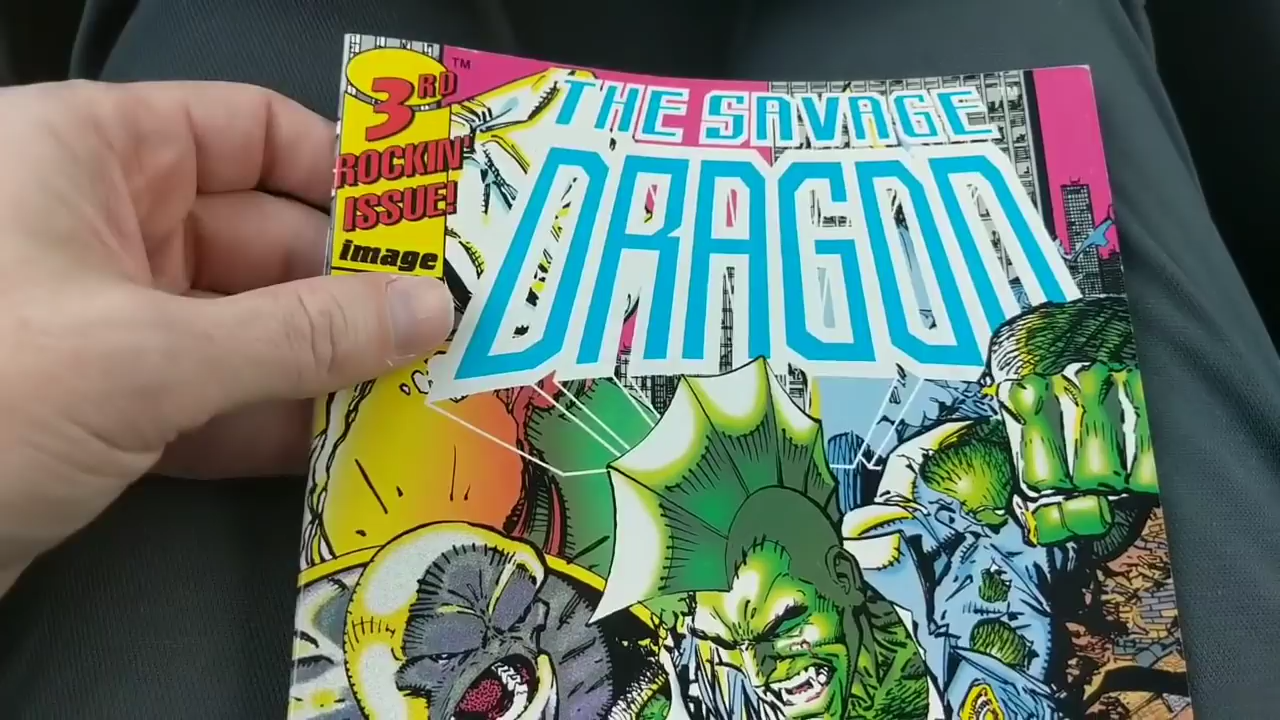 3RD
ROCKIN'
ISSUE!
image
TM
THE SAVAGE
DRAGON